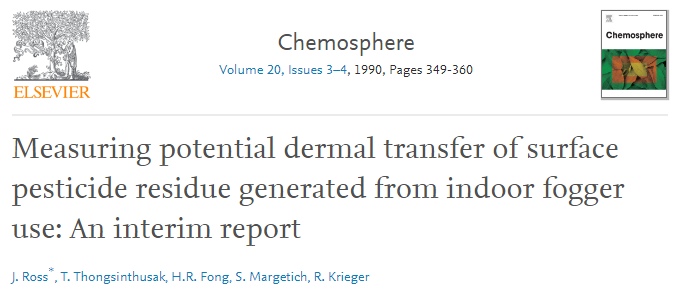 Chemosphere
Volume 20, Issues 3–4, 1990, Pages 349-360
ELSEVIER
Chemosphere
Measuring potential dermal transfer of surface
pesticide residue generated from indoor fogger
use: An interim report
J. Ross*, T. Thongsinthusak, H.R. Fong, S. Margetich, R. Krieger